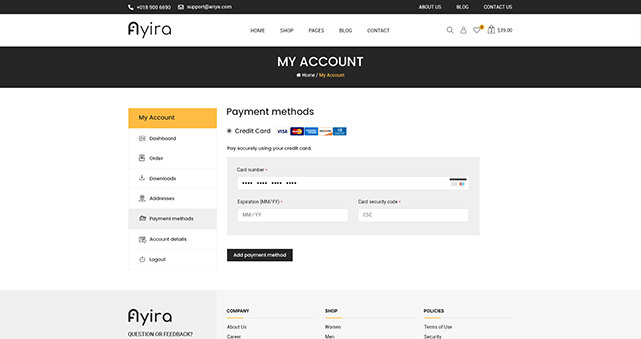 +018 900 6690 support@ariya.com ABOUT US BLOG CONTACT US
Ayira HOME SHOP PAGES BLOG CONTACT $39.00
MY ACCOUNT
Home / My Account
My Account
Dashboard
Order
Downloads
Addresses
Payment methods
Account details
Logout
Payment methods
Credit Card VISA
Pay securely using your credit card.
Card number *
Expiration (MM/YY) * Card security code *
MM / YY CSC
Add payment method
Ayira
QUESTION OR FEEDBACK?
COMPANY
About Us
Career
SHOP
Women
Men
POLICIES
Terms of Use
Security